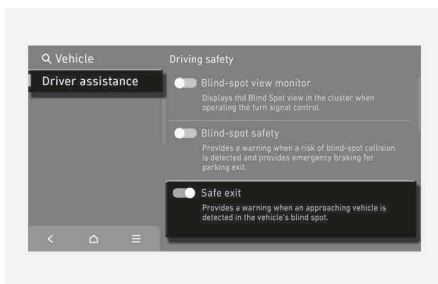 Vehicle
Driver assistance
Driving safety
Blind-spot view monitor
Displays thd Blind Spot view in the cluster when
operating the turn signal control.
Blind-spot safety
Provides a warning when a risk of blind-spot collision
is detected and provides emergency braking for
parking exit.
Safe exit
Provides a warning when an approaching vehicle is
detected in the vehicle's blind spot.